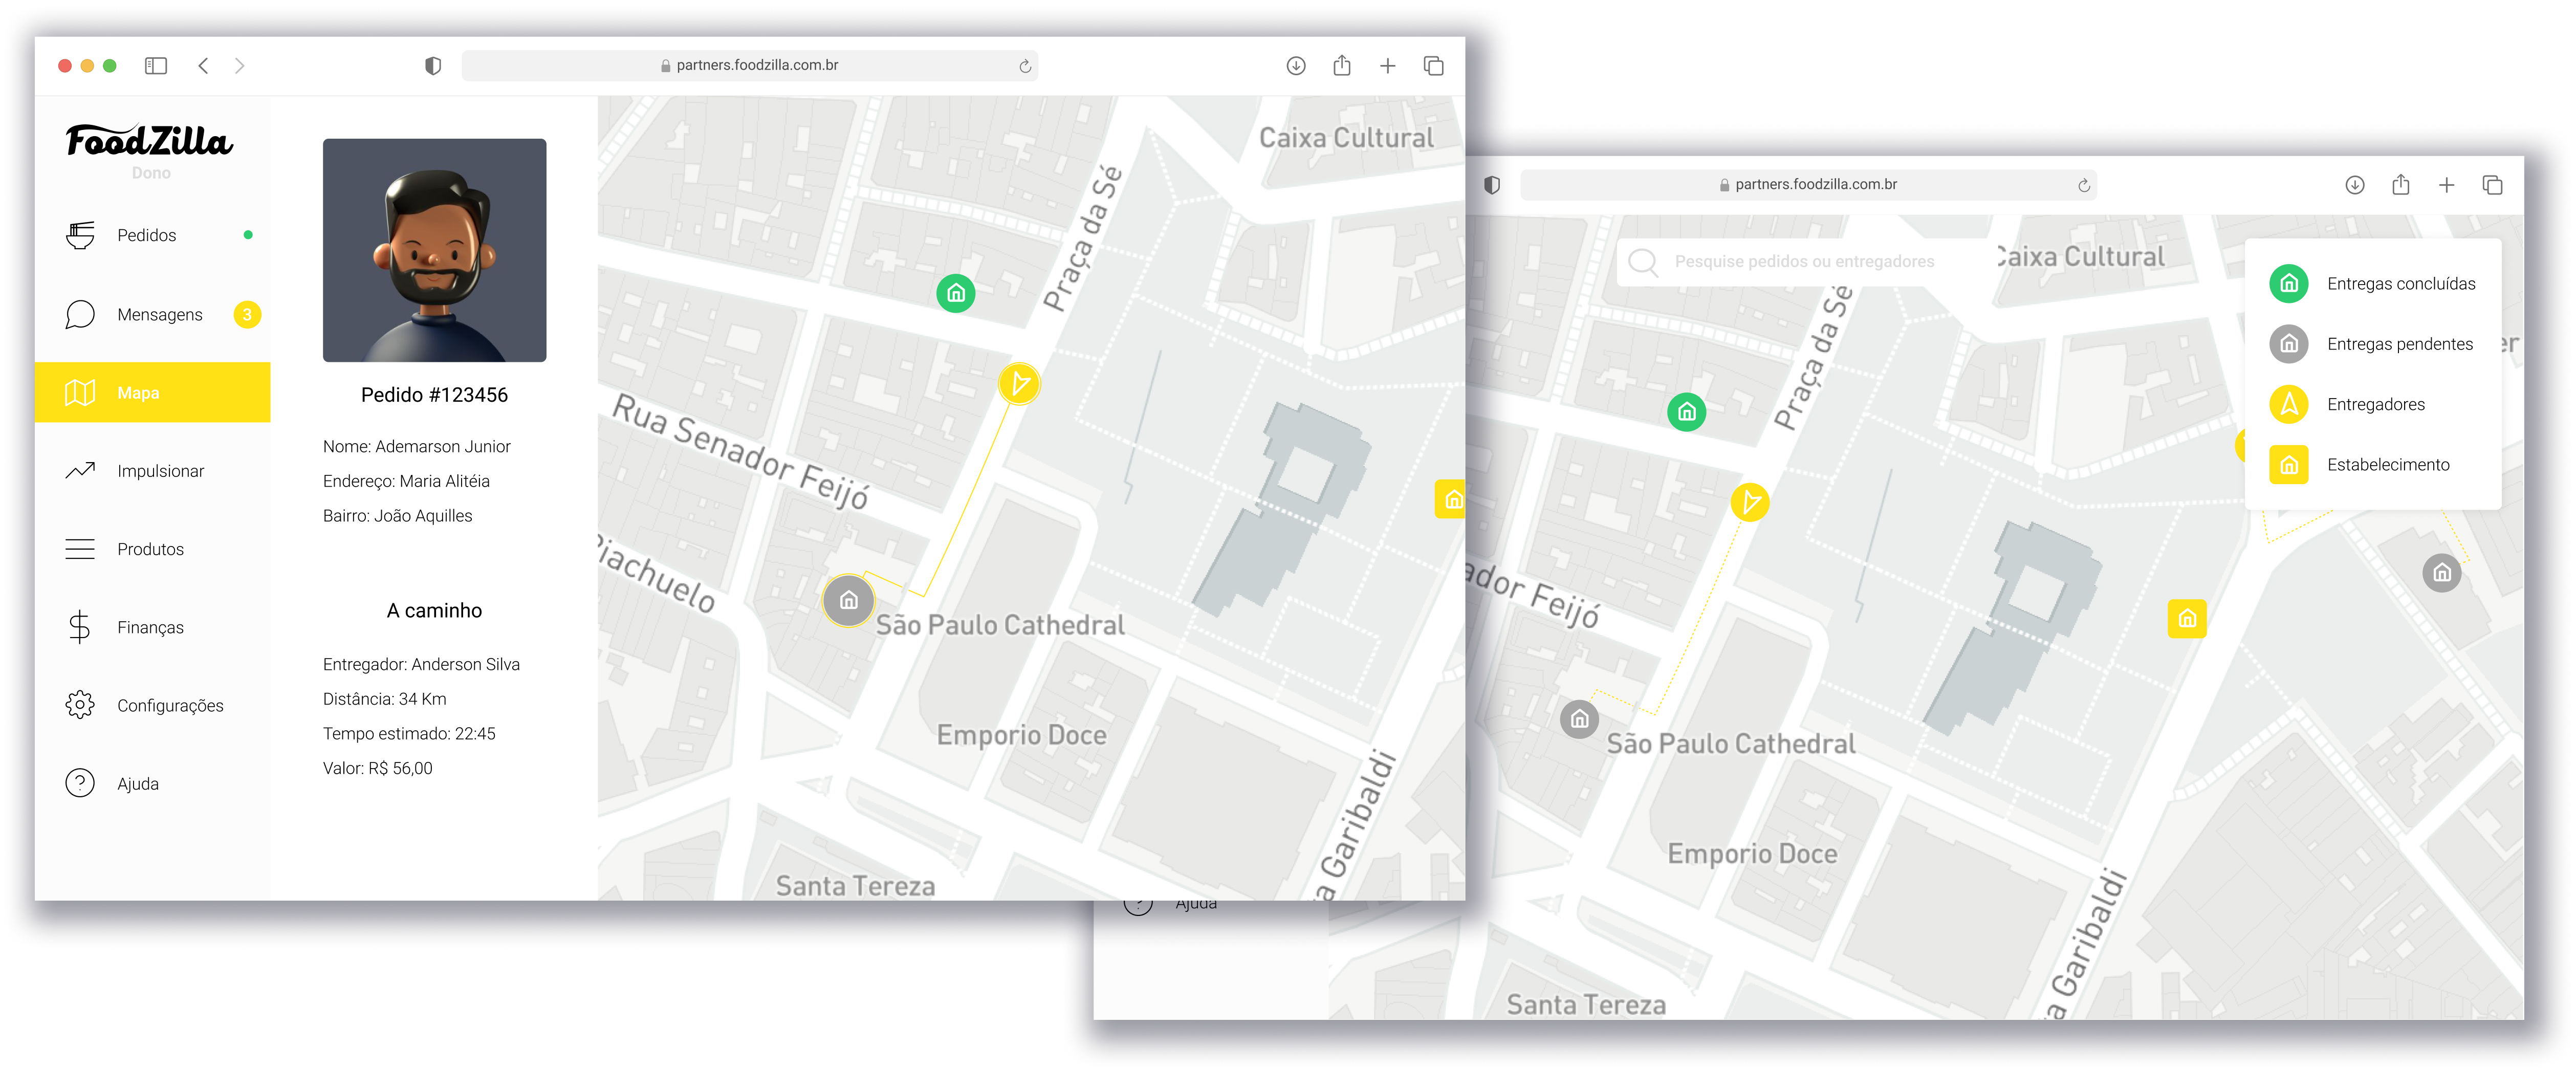 partners.foodzilla.com.br
FoodZilla
Dono
Pedidos
Mensagens 3
Mapa
Impulsionar
Produtos
Finanças
Configurações
Ajuda
Pedido #123456
Nome: Ademarson Junior
Endereço: Maria Alitéia
Bairro: João Aquilles
A caminho
Entregador: Anderson Silva
Distância: 34 Km
Tempo estimado: 22:45
Valor: R$ 56,00
Caixa Cultural
Praça da Sé
Rua Senador Feijó
Piachuelo
São Paulo Cathedral
Emporio Doce
a Garibaldi
Santa Tereza
partners.foodzilla.com.br
Pesquise pedidos ou entregadores
Caixa Cultural
Entregas concluídas
Entregas pendentes
er
Entregadores
Estabelecimento
Praça da Sé
ador Feijó
São Paulo Cathedral
Emporio Doce
a Garibaldi
Santa Tereza
Ajuda